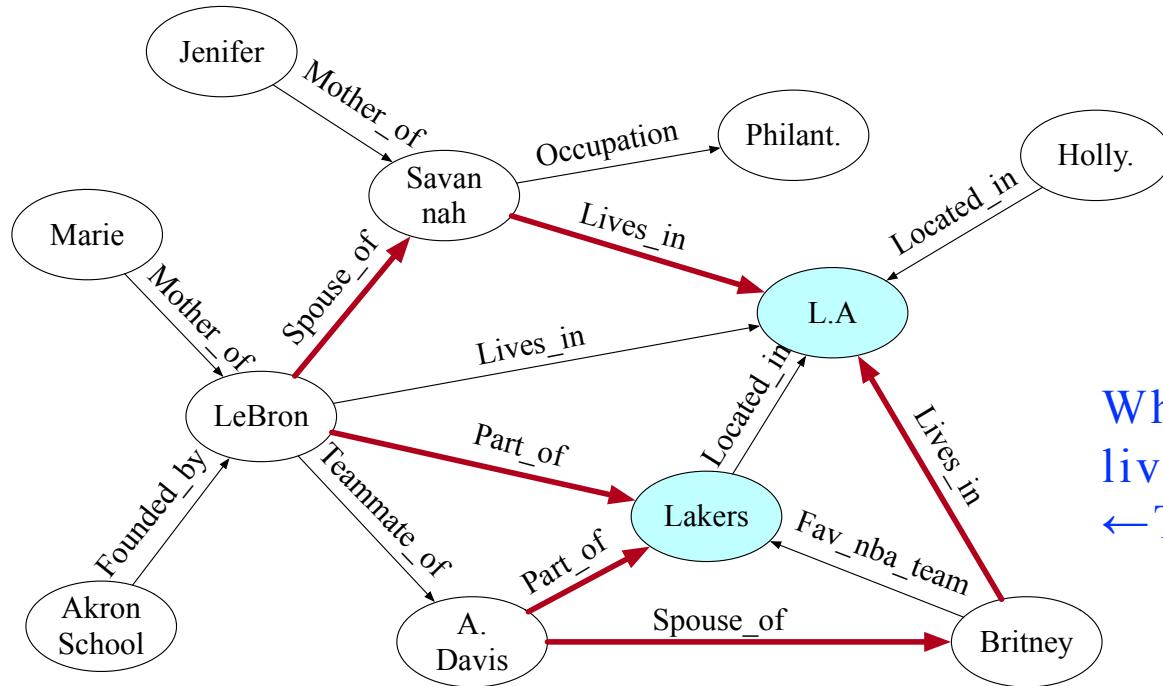 Jenifer
Mother_of
Occupation
Philant.
Holly.
Savan
nah
Located_in
Marie
Lives_in
Mother_of
Spouse_of
L.A
Lives_in
Located_in
LeBron
Part_of
Lives_in
Teammate_of
Founded_by
Lakers
Fav_nba_team
Part_of
Akron
School
A.
Davis
Spouse_of
Britney
←